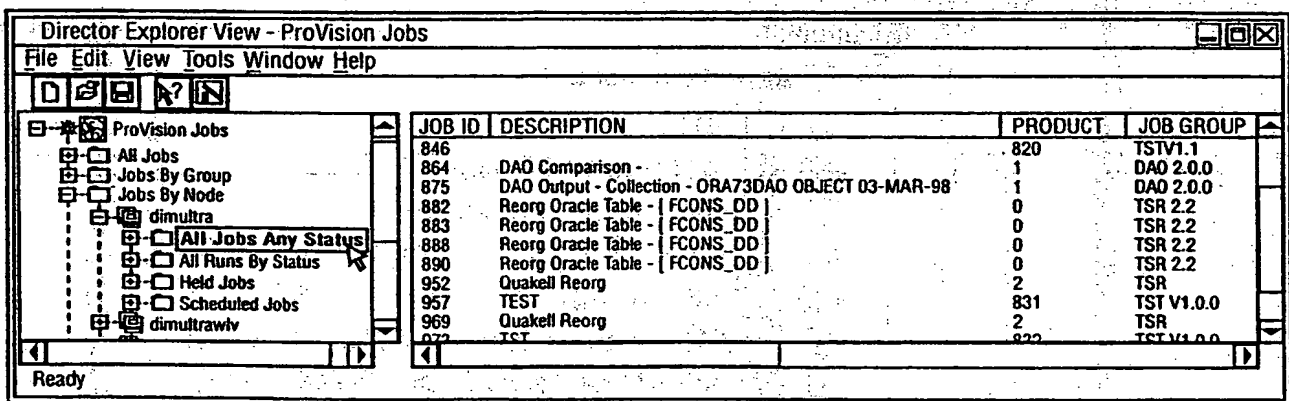 Director Explorer View - ProVision Jobs
File Edit View Tools Window Help
ProVision Jobs
All Jobs
Jobs By Group
Jobs By Node
dimultra
All Jobs Any Status
All Runs By Status
Held Jobs
Scheduled Jobs
dimultrawlv
JOB ID DESCRIPTION PRODUCT JOB GROUP
846 820 TSTV1.1
864 DAO Comparison - 1 DAO 2.0.0
875 DAO Output - Collection - ORA73DAO OBJECT 03-MAR-98 1 DAO 2.0.0
882 Reorg Oracle Table - [ FCONS_DD ] 0 TSR 2.2
883 Reorg Oracle Table - [ FCONS_DD ] 0 TSR 2.2
888 Reorg Oracle Table - [ FCONS_DD ] 0 TSR 2.2
890 Reorg Oracle Table - [ FCONS_DD ] 0 TSR 2.2
952 Quakell Reorg 2 TSR
957 TEST 831 TST V1.0.0
969 Quakell Reorg 2 TSR
TST TST V1.0.0
Ready